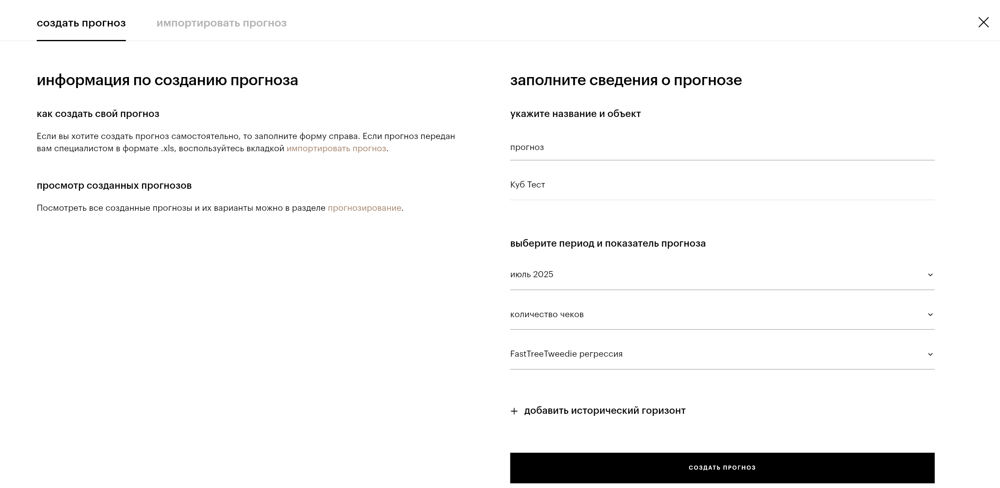 создать прогноз
импортировать прогноз
информация по созданию прогноза
как создать свой прогноз
Если вы хотите создать прогноз самостоятельно, то заполните форму справа. Если прогноз передан
вам специалистом в формате .xls, воспользуйтесь вкладкой импортировать прогноз.
просмотр созданных прогнозов
Посмотреть все созданные прогнозы и их варианты можно в разделе прогнозирование.
заполните сведения о прогнозе
укажите название и объект
прогноз
Куб Тест
выберите период и показатель прогноза
июль 2025
количество чеков
FastTreeTweedie регрессия
+ добавить исторический горизонт
СОЗДАТЬ ПРОГНОЗ